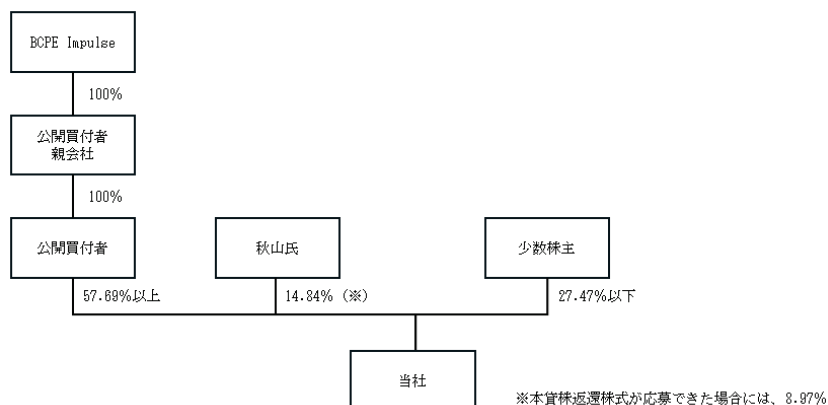 BCPE Impulse
100%
公開買付者
親会社
100%
公開買付者
秋山氏
少数株主
57.69%以上
14.84% (※)
27.47%以下
当社
※本貸株返還株式が応募できた場合には、8.97%